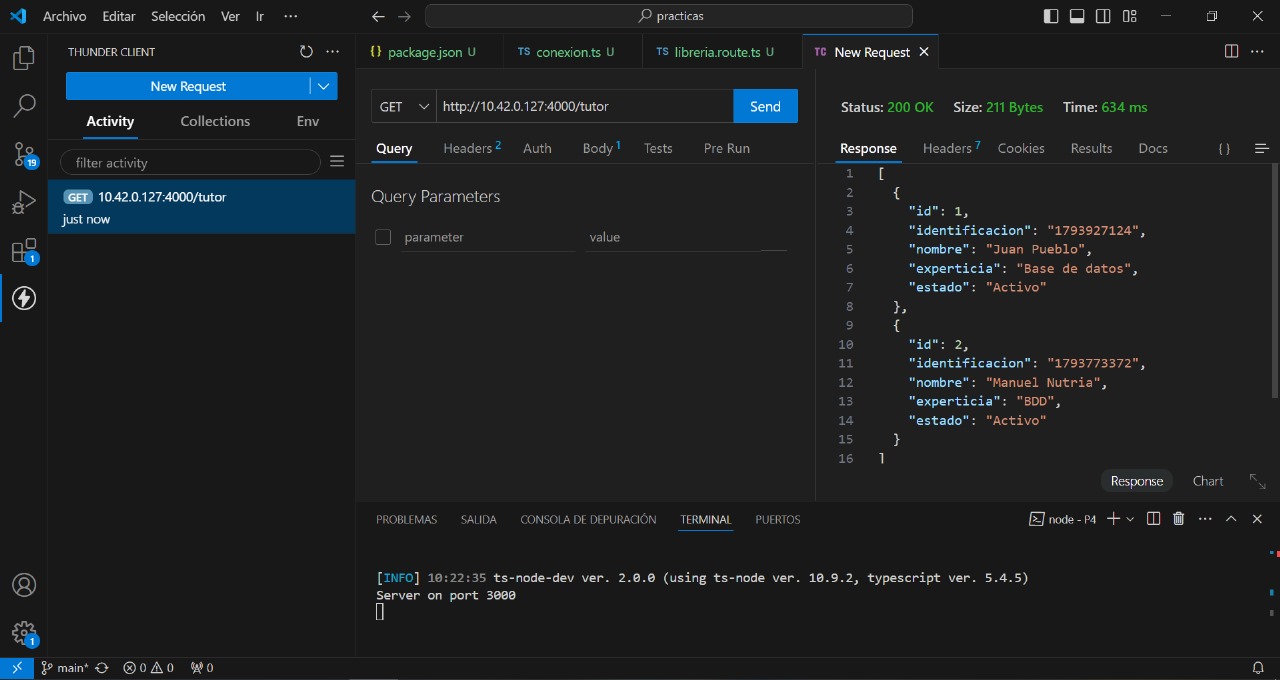 Archivo Editar Selección Ver Ir ···
practicas
THUNDER CLIENT
New Request
Activity Collections Env
filter activity
GET 10.42.0.127:4000/tutor
just now
19
1
1
{} package.json U
TS conexion.ts U
TS libreria.route.ts U
TC New Request
GET http://10.42.0.127:4000/tutor Send
Query Headers 2 Auth Body 1 Tests Pre Run
Query Parameters
parameter value
Status: 200 OK Size: 211 Bytes Time: 634 ms
Response Headers 7 Cookies Results Docs {}
1 [
2 {
3 "id": 1,
4 "identificacion": "1793927124",
5 "nombre": "Juan Pueblo",
6 "experticia": "Base de datos",
7 "estado": "Activo"
8 },
9 {
10 "id": 2,
11 "identificacion": "1793773372",
12 "nombre": "Manuel Nutria",
13 "experticia": "BDD",
14 "estado": "Activo"
15 }
16 ]
Response Chart
PROBLEMAS SALIDA CONSOLA DE DEPURACIÓN TERMINAL PUERTOS
node - P4
[INFO] 10:22:35 ts-node-dev ver. 2.0.0 (using ts-node ver. 10.9.2, typescript ver. 5.4.5)
Server on port 3000
main* 0 0 0